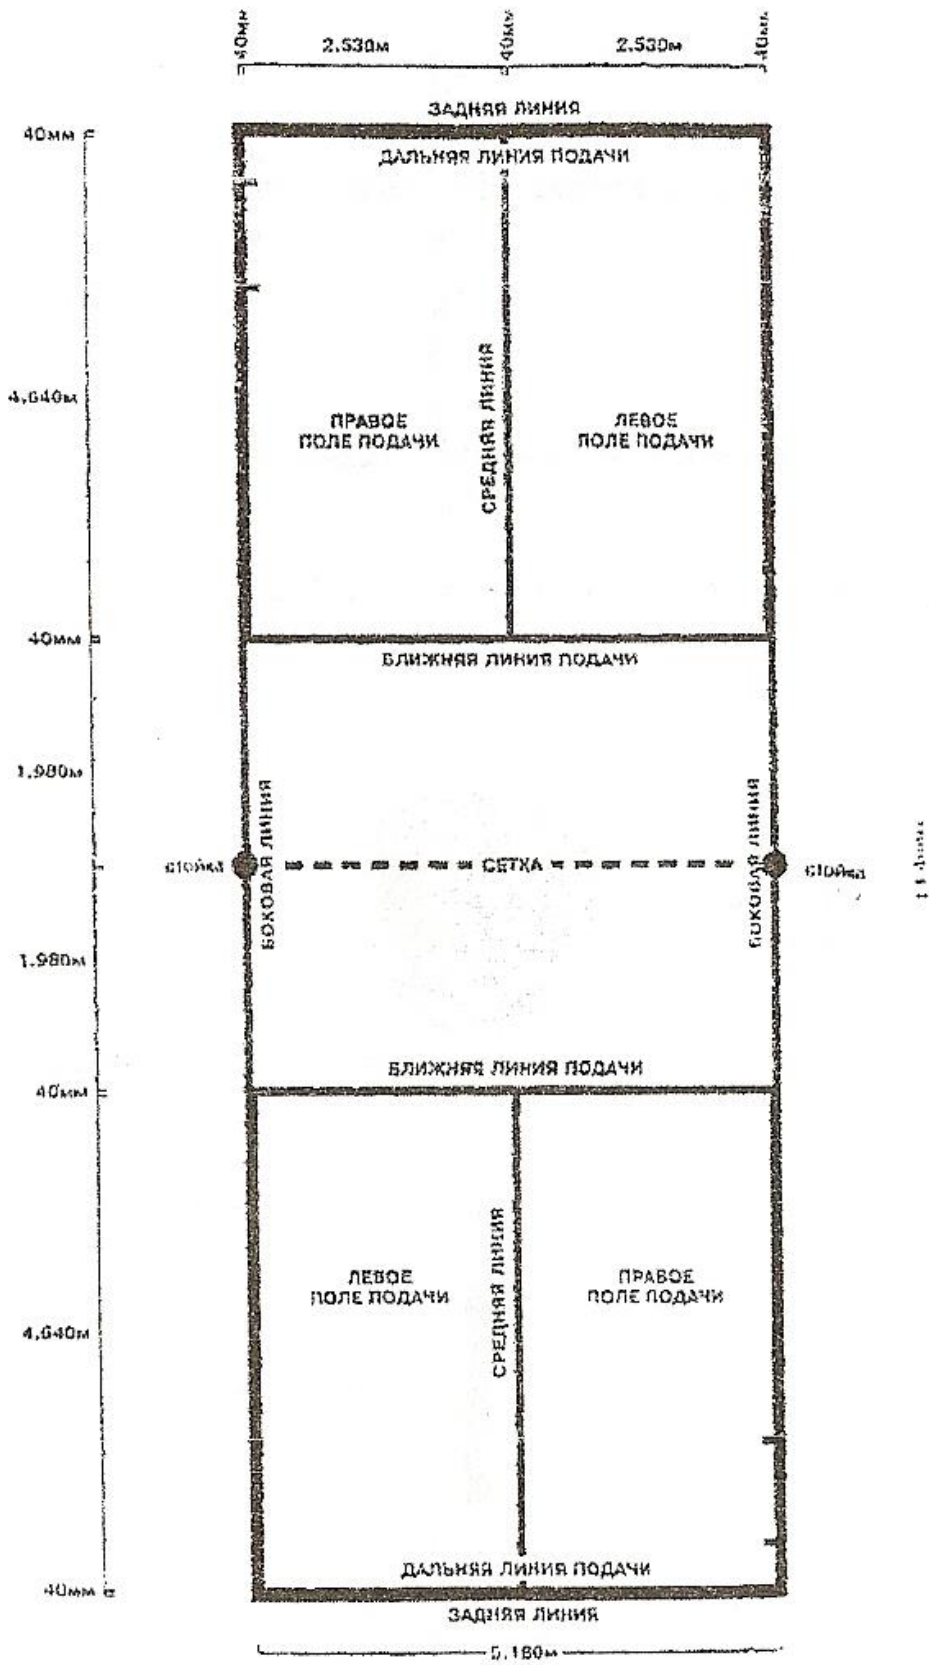 40мм
2.530м
40мм
2.530м
40мм
ЗАДНЯЯ ЛИНИЯ
40мм
ДАЛЬНЯЯ ЛИНИЯ ПОДАЧИ
4,640м
ПРАВОЕ
ПОЛЕ ПОДАЧИ
СРЕДНЯЯ ЛИНИЯ
ЛЕВОЕ
ПОЛЕ ПОДАЧИ
40мм
БЛИЖНЯЯ ЛИНИЯ ПОДАЧИ
1.980м
БОКОВАЯ ЛИНИЯ
БОКОВАЯ ЛИНИЯ
стойка
СЕТКА
стойка
1.980м
БЛИЖНЯЯ ЛИНИЯ ПОДАЧИ
40мм
ЛЕВОЕ
ПОЛЕ ПОДАЧИ
СРЕДНЯЯ ЛИНИЯ
ПРАВОЕ
ПОЛЕ ПОДАЧИ
4,640м
ДАЛЬНЯЯ ЛИНИЯ ПОДАЧИ
40мм
ЗАДНЯЯ ЛИНИЯ
5.180м